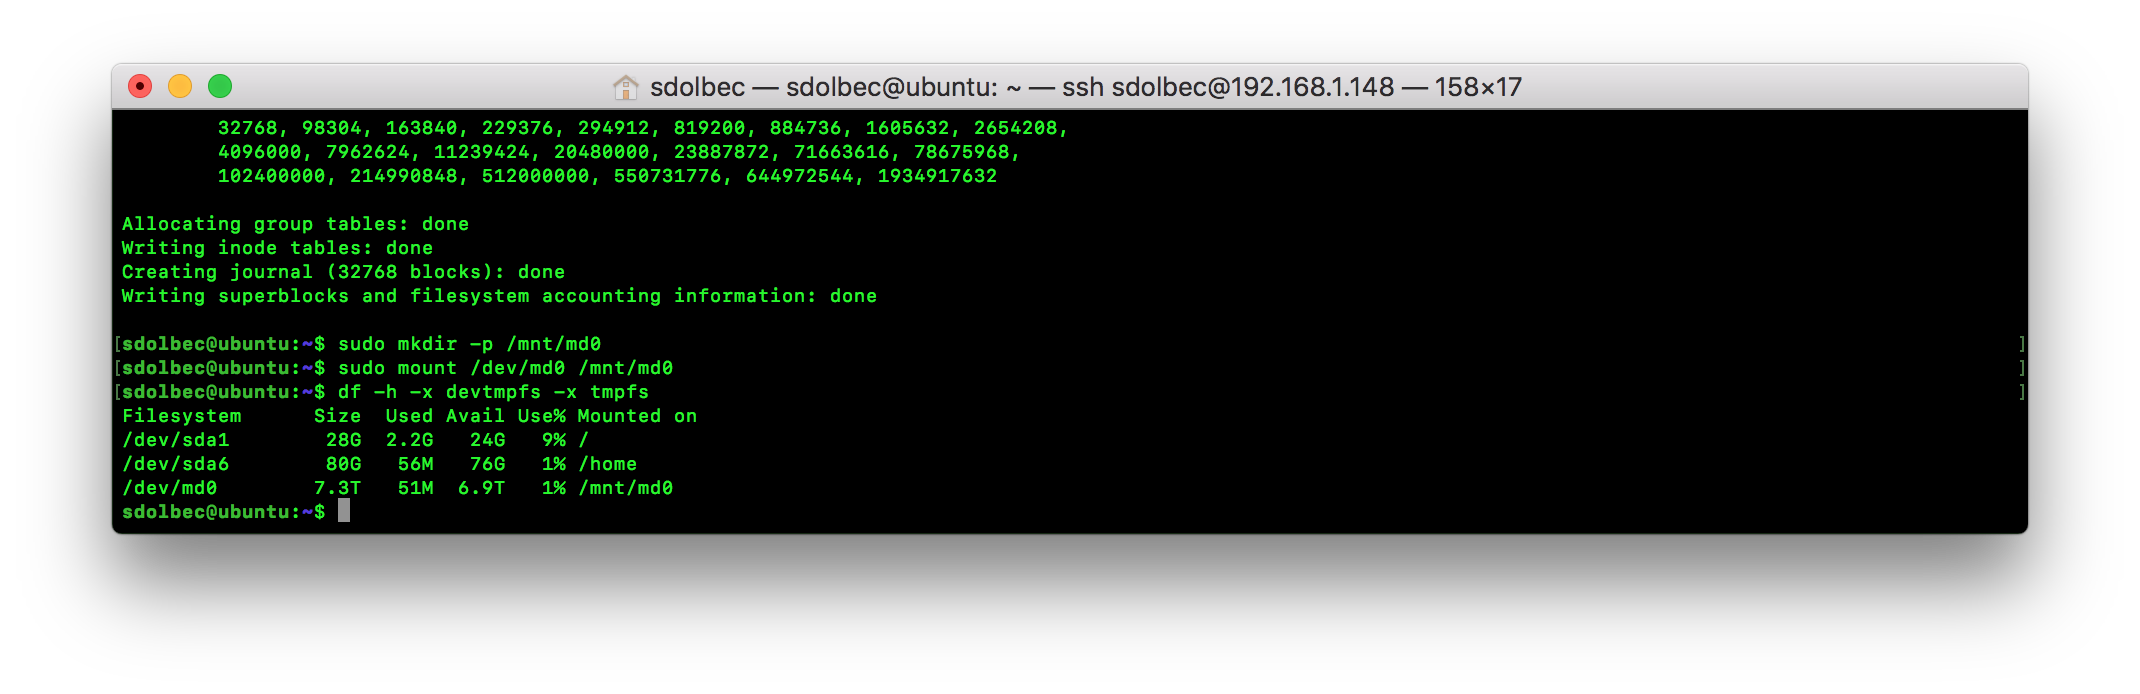 sdolbec — sdolbec@ubuntu: ~ — ssh sdolbec@192.168.1.148 — 158×17
32768, 98304, 163840, 229376, 294912, 819200, 884736, 1605632, 2654208,
4096000, 7962624, 11239424, 20480000, 23887872, 71663616, 78675968,
102400000, 214990848, 512000000, 550731776, 644972544, 1934917632
Allocating group tables: done
Writing inode tables: done
Creating journal (32768 blocks): done
Writing superblocks and filesystem accounting information: done
[sdolbec@ubuntu:~$ sudo mkdir -p /mnt/md0 ]
[sdolbec@ubuntu:~$ sudo mount /dev/md0 /mnt/md0 ]
[sdolbec@ubuntu:~$ df -h -x devtmpfs -x tmpfs ]
Filesystem      Size  Used Avail Use% Mounted on
/dev/sda1        28G  2.2G   24G   9% /
/dev/sda6        80G   56M   76G   1% /home
/dev/md0        7.3T   51M  6.9T   1% /mnt/md0
sdolbec@ubuntu:~$